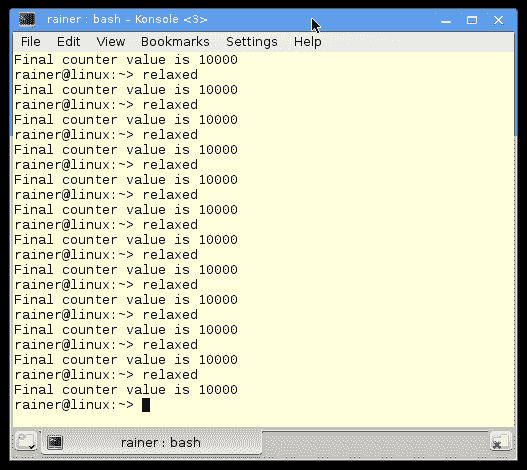 rainer : bash – Konsole <3>
File Edit View Bookmarks Settings Help
Final counter value is 10000
rainer@linux:~> relaxed
Final counter value is 10000
rainer@linux:~> relaxed
Final counter value is 10000
rainer@linux:~> relaxed
Final counter value is 10000
rainer@linux:~> relaxed
Final counter value is 10000
rainer@linux:~> relaxed
Final counter value is 10000
rainer@linux:~> relaxed
Final counter value is 10000
rainer@linux:~> relaxed
Final counter value is 10000
rainer@linux:~> relaxed
Final counter value is 10000
rainer@linux:~> relaxed
Final counter value is 10000
rainer@linux:~> relaxed
Final counter value is 10000
rainer@linux:~> relaxed
Final counter value is 10000
rainer@linux:~>
rainer : bash